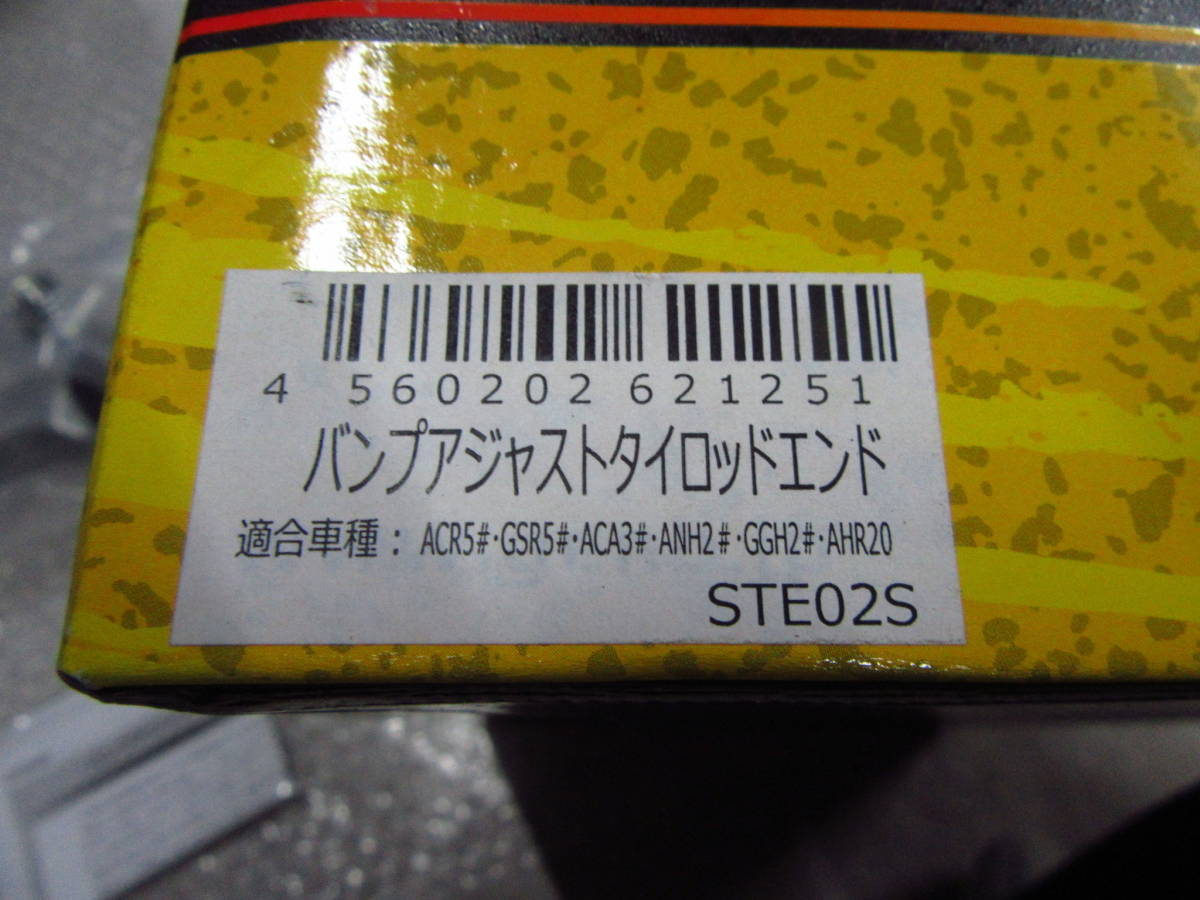 4 560202 621251
バンプアジャストタイロッドエンド
適合車種： ACR5#･GSR5#･ACA3#･ANH2#･GGH2#･AHR20
STE02S